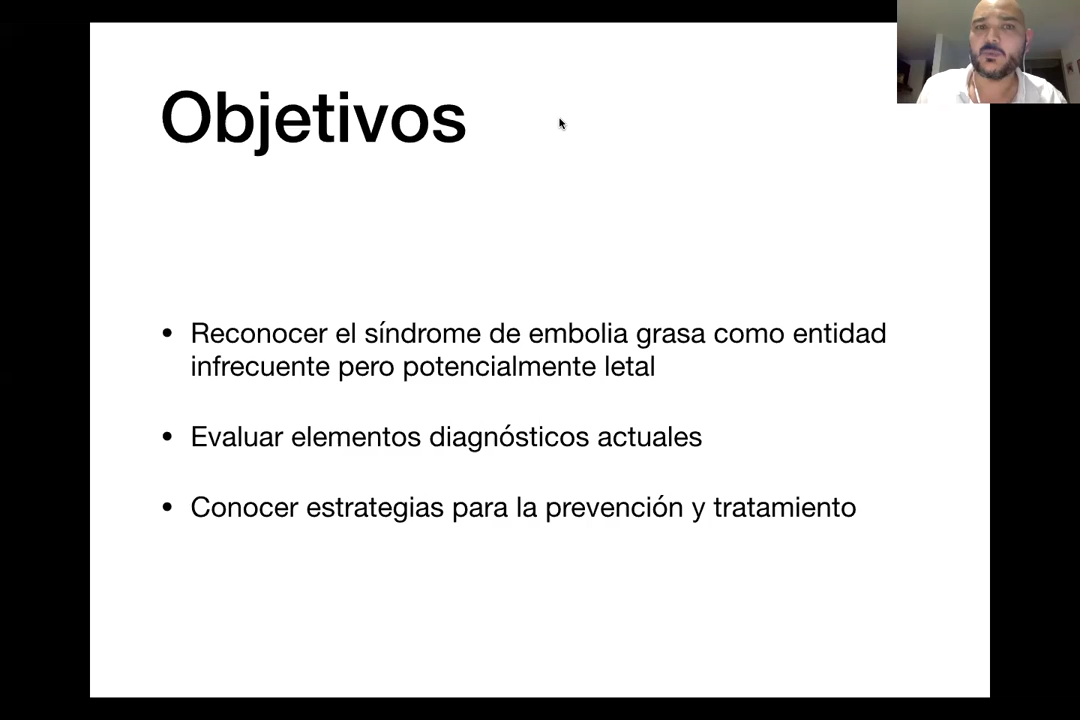 Objetivos
• Reconocer el síndrome de embolia grasa como entidad
infrecuente pero potencialmente letal
• Evaluar elementos diagnósticos actuales
• Conocer estrategias para la prevención y tratamiento